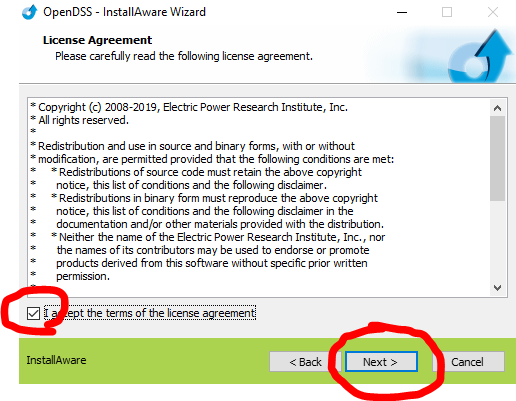 OpenDSS - InstallAware Wizard
License Agreement
Please carefully read the following license agreement.
* Copyright (c) 2008-2019, Electric Power Research Institute, Inc.
* All rights reserved.
*
* Redistribution and use in source and binary forms, with or without
* modification, are permitted provided that the following conditions are met:
* * Redistributions of source code must retain the above copyright
* notice, this list of conditions and the following disclaimer.
* * Redistributions in binary form must reproduce the above copyright
* notice, this list of conditions and the following disclaimer in the
* documentation and/or other materials provided with the distribution.
* * Neither the name of the Electric Power Research Institute, Inc., nor
* the names of its contributors may be used to endorse or promote
* products derived from this software without specific prior written
* permission.
*
I accept the terms of the license agreement
InstallAware
< Back
Next >
Cancel